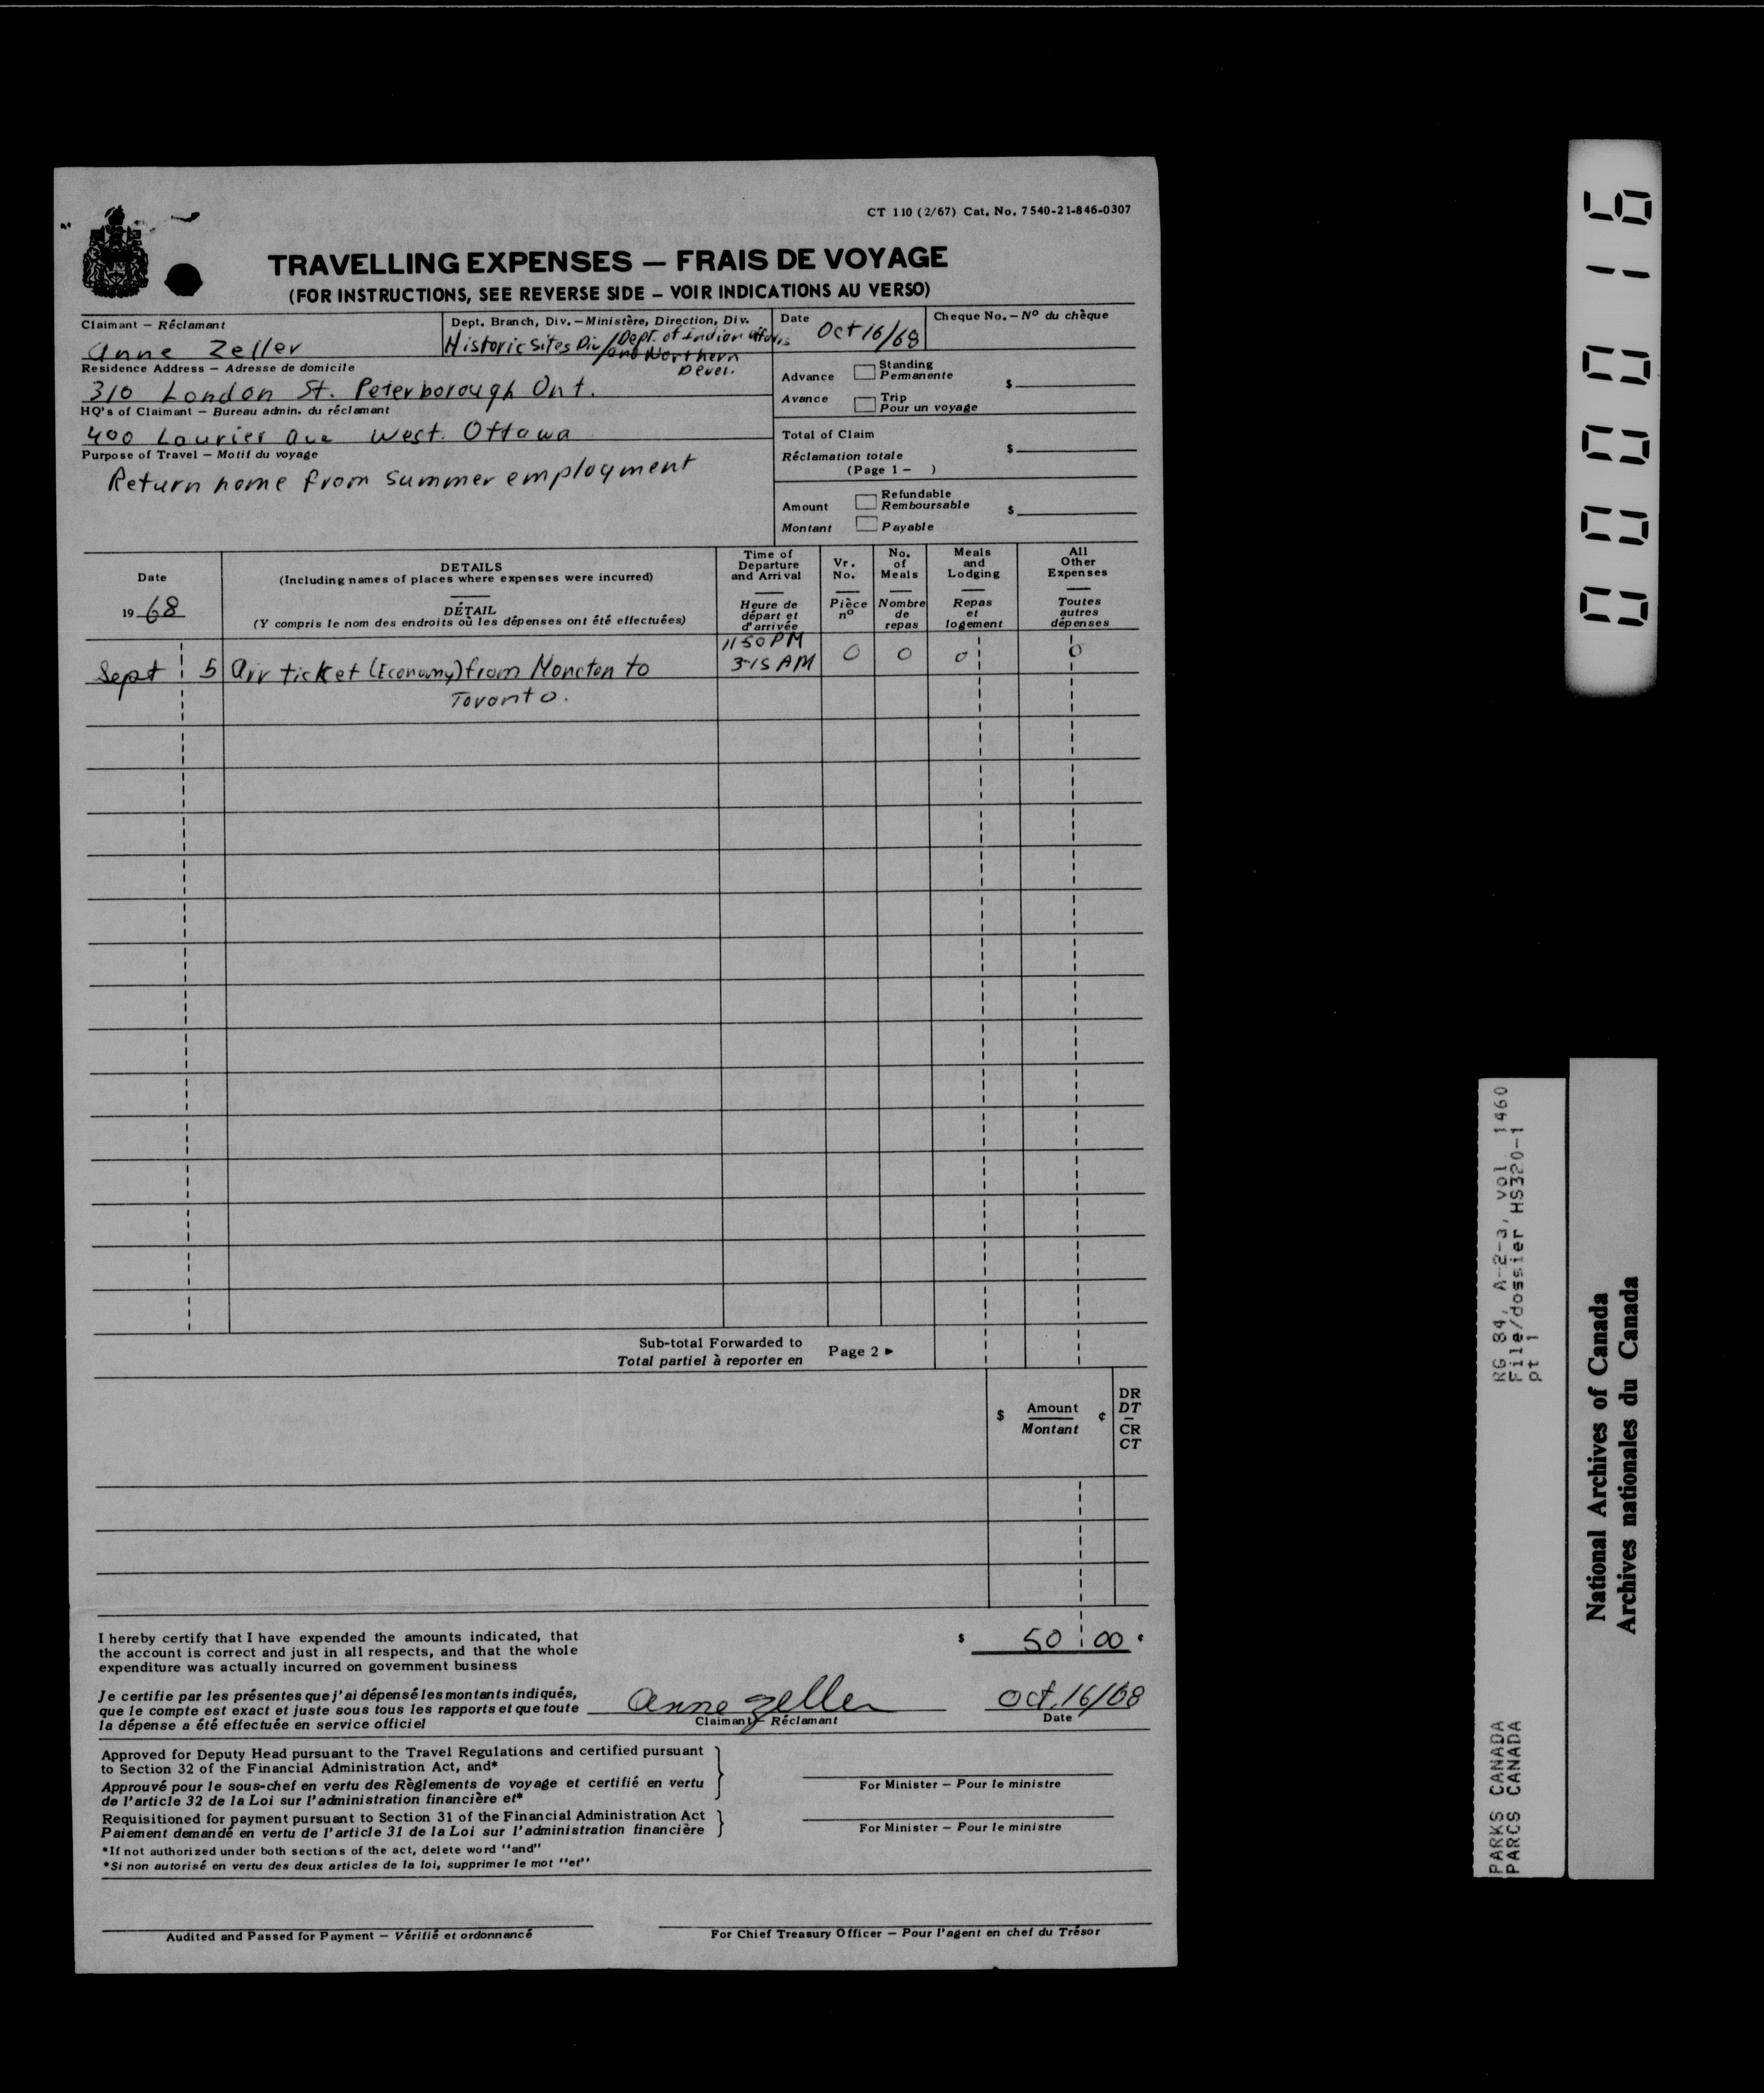 CT 110 (2/67) Cat. No. 7540-21-846-0307
TRAVELLING EXPENSES — FRAIS DE VOYAGE
(FOR INSTRUCTIONS, SEE REVERSE SIDE – VOIR INDICATIONS AU VERSO)
Claimant – Réclamant
Anne Zeller
Dept. Branch, Div. – Ministère, Direction, Div.
Historic Sites Div/Dept. of Indian Affairs
and Northern
Devel.
Date
Oct 16/68
Cheque No. – Nº du chèque
Residence Address – Adresse de domicile
310 London St. Peterborough Ont.
HQ's of Claimant – Bureau admin. du réclamant
400 Laurier Ave West. Ottawa
Purpose of Travel – Motif du voyage
Return home from summer employment
Advance
Avance
Standing
Permanente
$
Trip
Pour un voyage
Total of Claim
Réclamation totale
(Page 1 – )
$
Amount
Montant
Refundable
Remboursable
$
Payable
Date
19 68
DETAILS
(Including names of places where expenses were incurred)
DÉTAIL
(Y compris le nom des endroits où les dépenses ont été effectuées)
Time of
Departure
and Arrival
Heure de
départ et
d'arrivée
Vr.
No.
Pièce
nº
No.
of
Meals
Nombre
de
repas
Meals
and
Lodging
Repas
et
logement
All
Other
Expenses
Toutes
autres
dépenses
11 50 PM
Sept 5 Air ticket (Economy) from Moncton to 3-15 AM 0 0 0 0
Toronto.
Sub-total Forwarded to
Total partiel à reporter en
Page 2 ►
$ Amount ¢
Montant
DR
DT
CR
CT
I hereby certify that I have expended the amounts indicated, that
the account is correct and just in all respects, and that the whole
expenditure was actually incurred on government business
$ 50 00 ¢
Je certifie par les présentes que j'ai dépensé les montants indiqués,
que le compte est exact et juste sous tous les rapports et que toute
la dépense a été effectuée en service officiel
Anne Zeller
Claimant – Réclamant
Oct. 16/68
Date
Approved for Deputy Head pursuant to the Travel Regulations and certified pursuant
to Section 32 of the Financial Administration Act, and*
Approuvé pour le sous-chef en vertu des Règlements de voyage et certifié en vertu
de l'article 32 de la Loi sur l'administration financière et*
For Minister – Pour le ministre
Requisitioned for payment pursuant to Section 31 of the Financial Administration Act
Paiement demandé en vertu de l'article 31 de la Loi sur l'administration financière
For Minister – Pour le ministre
*If not authorized under both sections of the act, delete word "and"
*Si non autorisé en vertu des deux articles de la loi, supprimer le mot "et"
Audited and Passed for Payment – Vérifié et ordonnancé
For Chief Treasury Officer – Pour l'agent en chef du Trésor
000016
RG 84, A-2-a, vol. 1460
File/dossier HS320-1
pt 1
PARKS CANADA
PARCS CANADA
National Archives of Canada
Archives nationales du Canada